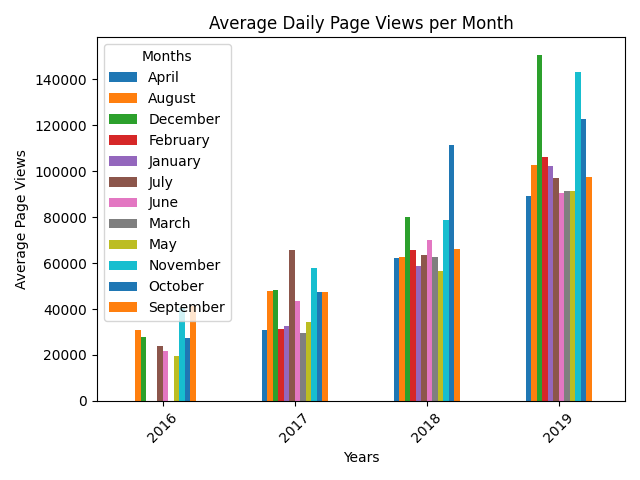 Average Daily Page Views per Month
Months
April
August
December
February
January
July
June
March
May
November
October
September
140000
120000
100000
80000
60000
40000
20000
0
Average Page Views
2016
2017
2018
2019
Years